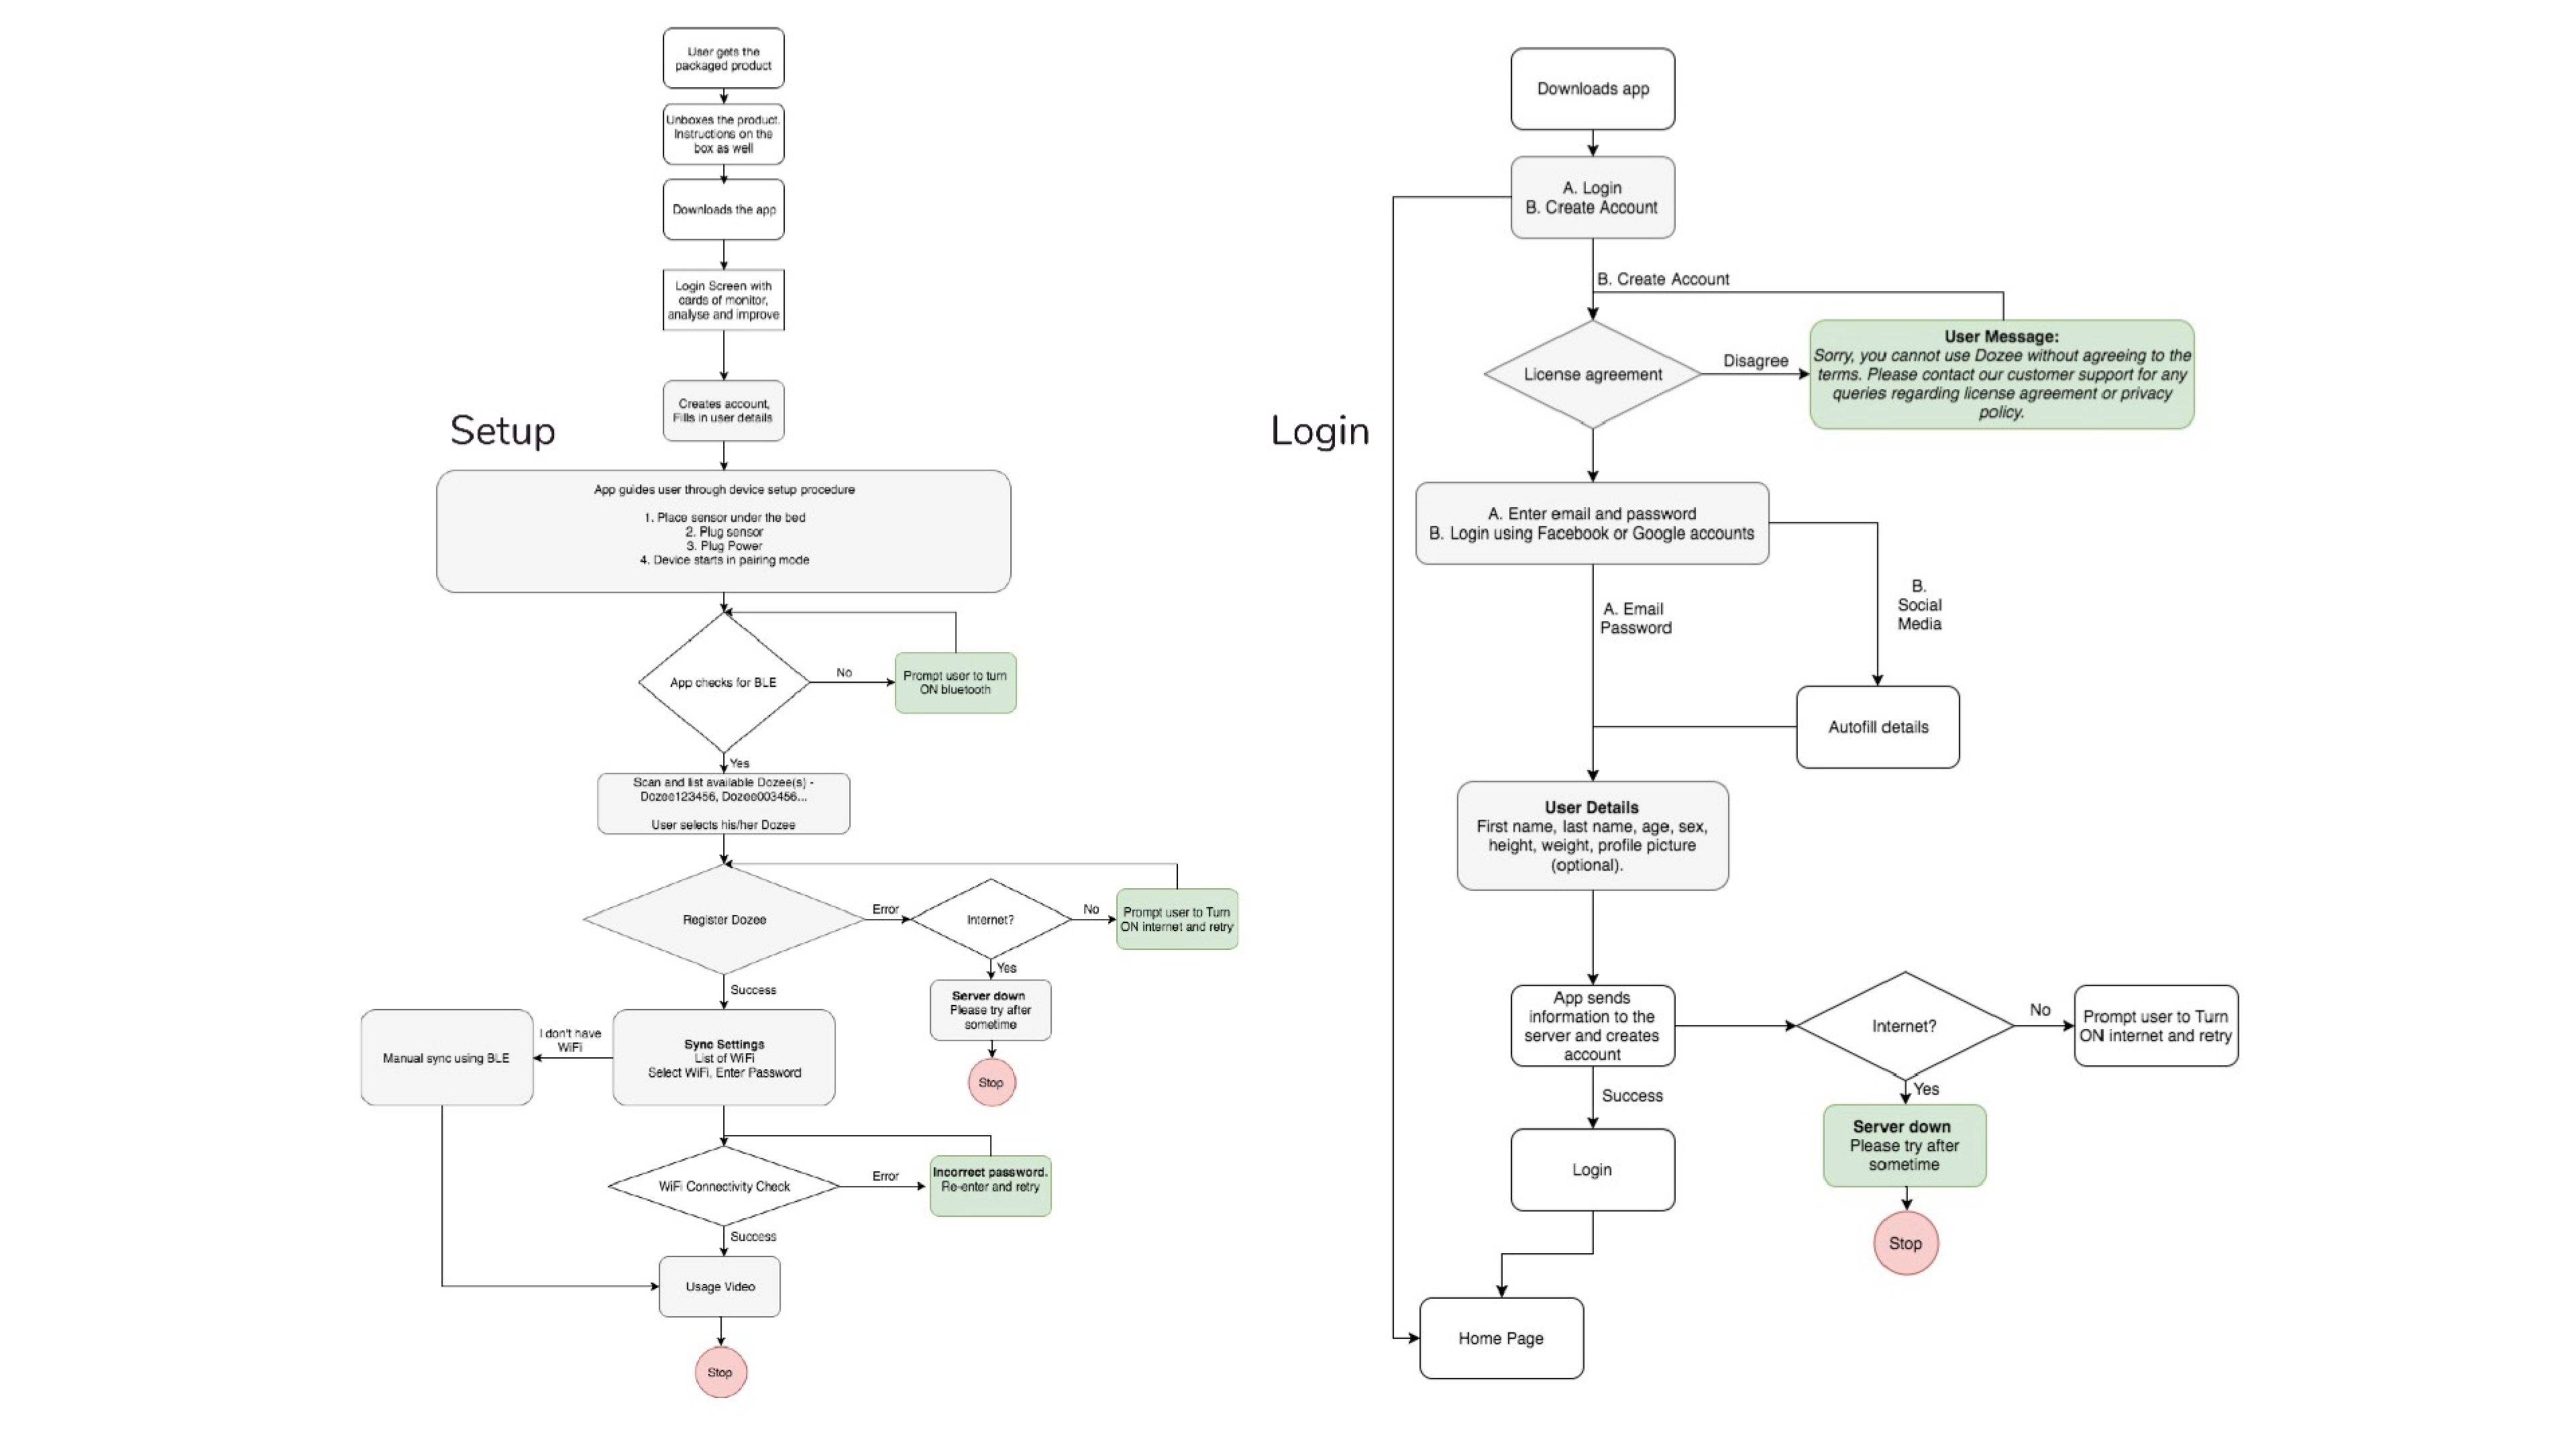 User gets the
packaged product
Unboxes the product.
Instructions on the
box as well
Downloads the app
Login Screen with
cards of monitor,
analyse and improve
Creates account,
Fills in user details
Setup
App guides user through device setup procedure
1. Place sensor under the bed
2. Plug sensor
3. Plug Power
4. Device starts in pairing mode
App checks for BLE
No
Prompt user to turn
ON bluetooth
Yes
Scan and list available Dozee(s) -
Dozee123456, Dozee003456...
User selects his/her Dozee
Register Dozee
Error
Internet?
No
Prompt user to Turn
ON internet and retry
Yes
Server down
Please try after
sometime
Stop
Success
Sync Settings
List of WiFi
Select WiFi, Enter Password
I don't have
WiFi
Manual sync using BLE
WiFi Connectivity Check
Error
Incorrect password.
Re-enter and retry
Success
Usage Video
Stop
Login
Downloads app
A. Login
B. Create Account
B. Create Account
License agreement
Disagree
User Message:
Sorry, you cannot use Dozee without agreeing to the
terms. Please contact our customer support for any
queries regarding license agreement or privacy
policy.
A. Enter email and password
B. Login using Facebook or Google accounts
A. Email
Password
B.
Social
Media
Autofill details
User Details
First name, last name, age, sex,
height, weight, profile picture
(optional).
App sends
information to the
server and creates
account
Internet?
No
Prompt user to Turn
ON internet and retry
Yes
Server down
Please try after
sometime
Stop
Success
Login
Home Page